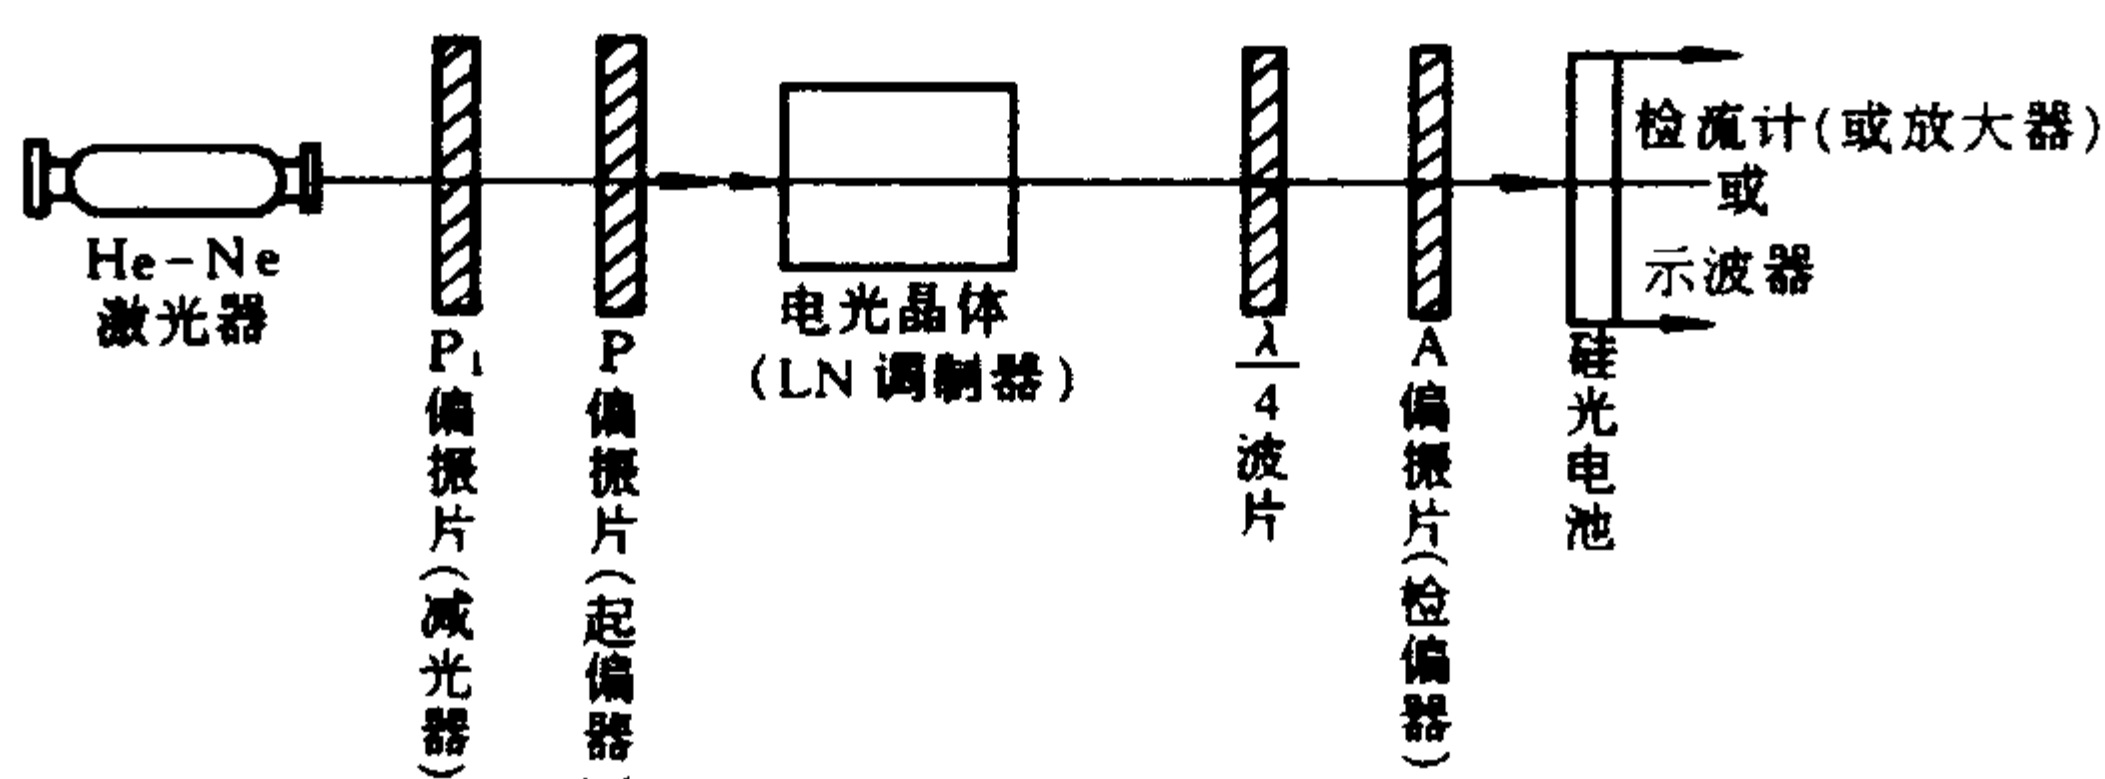 He-Ne
激光器
P₁
偏振片(减光器)
P
偏振片(起偏器
电光晶体
(LN 调制器)
λ
4
波片
A
偏振片(检偏器)
硅光电池
检流计(或放大器)
或
示波器